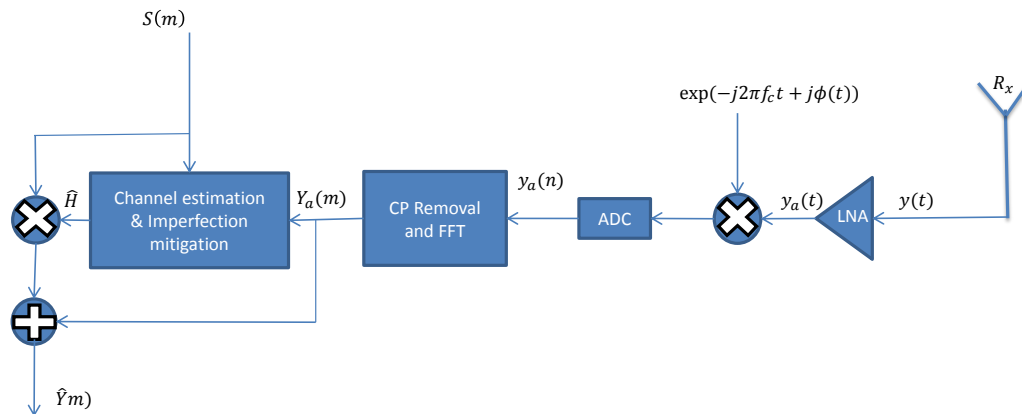 S(m)
exp(−j2πf_c t + jϕ(t))
R_x
Ĥ
Channel estimation
& Imperfection
mitigation
Y_a(m)
CP Removal
and FFT
y_a(n)
ADC
y_a(t)
LNA
y(t)
Ŷm)